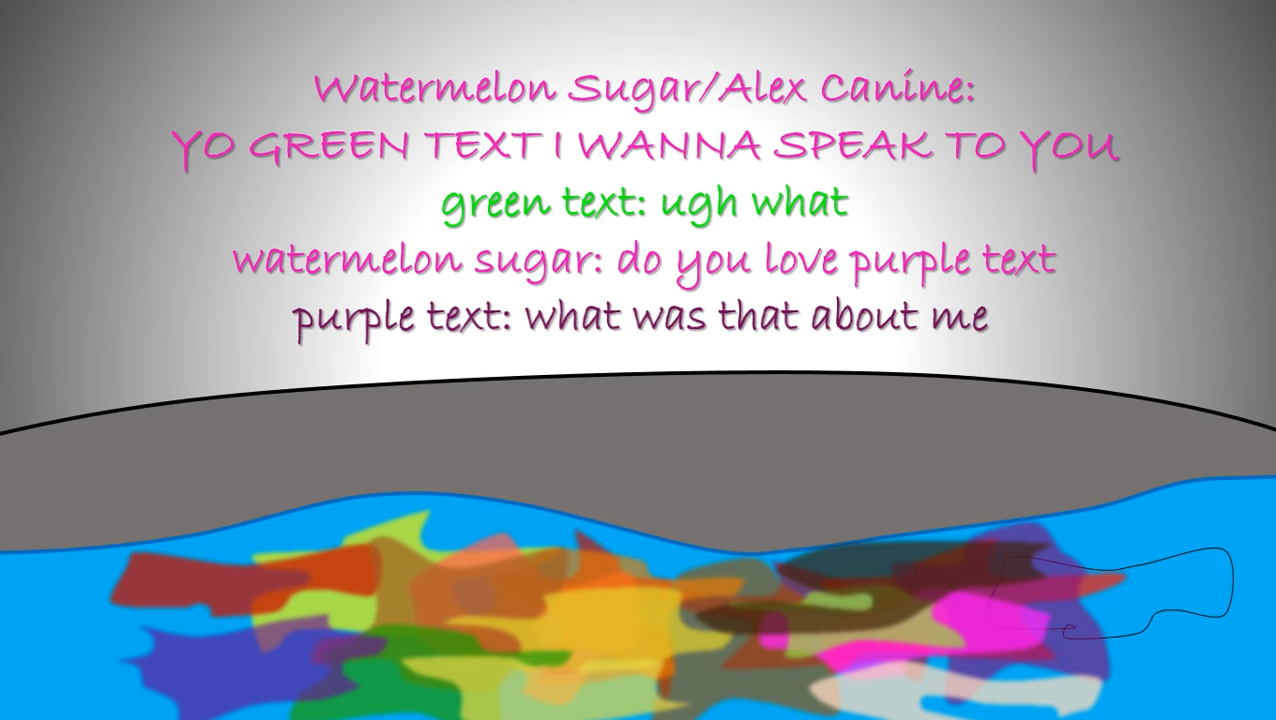 Watermelon Sugar/Alex Canine:
YO GREEN TEXT I WANNA SPEAK TO YOU
green text: ugh what
watermelon sugar: do you love purple text
purple text: what was that about me